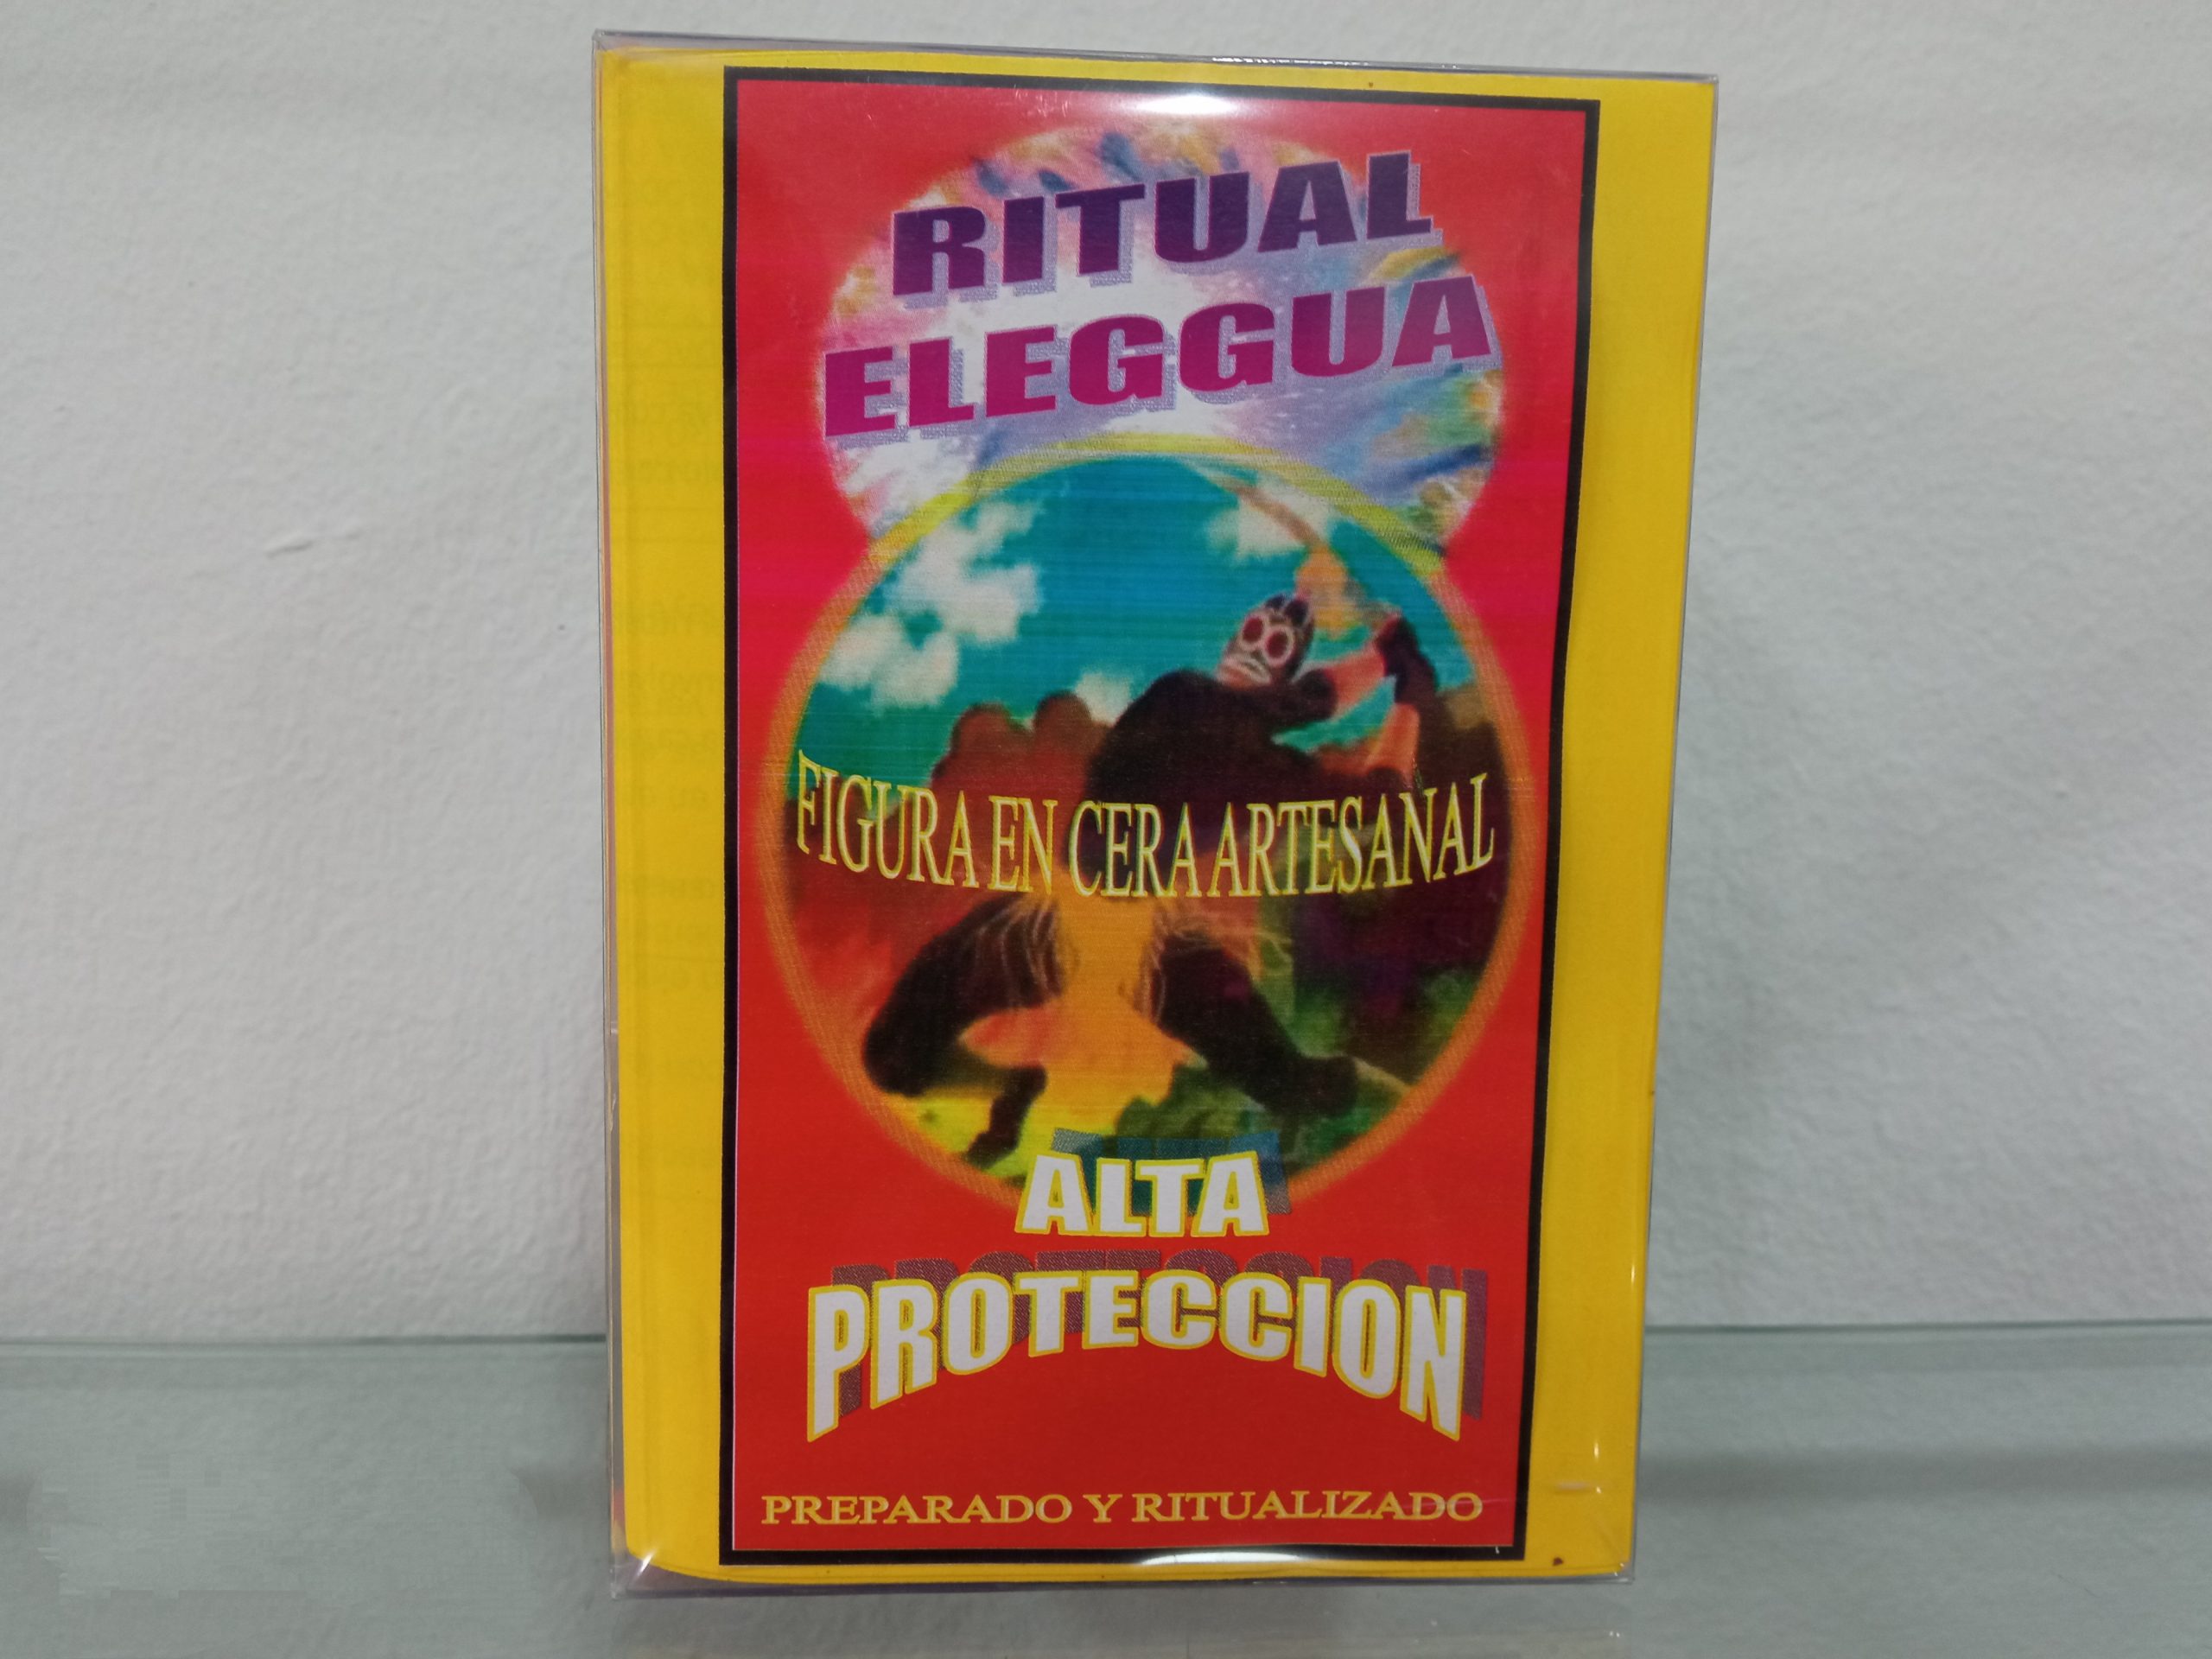 RITUAL
ELEGGUA
FIGURA EN CERA ARTESANAL
ALTA
PROTECCION
PREPARADO Y RITUALIZADO